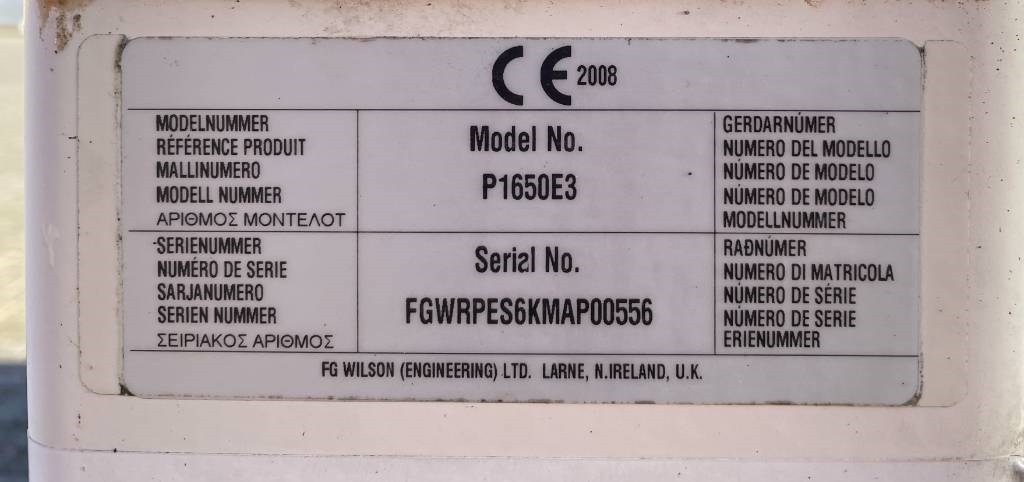 CE 2008
MODELNUMMER
RÉFÉRENCE PRODUIT
MALLINUMERO
MODELL NUMMER
ΑΡΙΘΜΟΣ ΜΟΝΤΕΛΟΤ
Model No.
P1650E3
GERDARNÚMER
NUMERO DEL MODELLO
NÚMERO DE MODELO
NÚMERO DE MODELO
MODELLNUMMER
SERIENUMMER
NUMÉRO DE SERIE
SARJANUMERO
SERIEN NUMMER
ΣΕΙΡΙΑΚΟΣ ΑΡΙΘΜΟΣ
Serial No.
FGWRPES6KMAP00556
RAÐNÚMER
NUMERO DI MATRICOLA
NÚMERO DE SÉRIE
NÚMERO DE SERIE
ERIENUMMER
FG WILSON (ENGINEERING) LTD. LARNE, N.IRELAND, U.K.